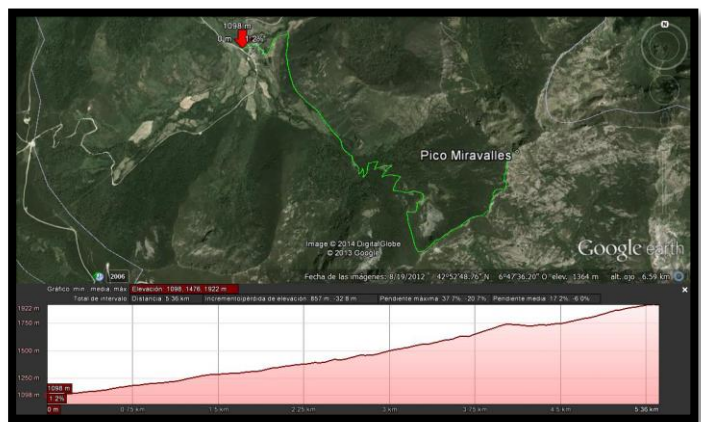 1098 m
0 m 1.2%
N
Pico Miravalles
Image © 2014 DigitalGlobe
© 2013 Google
Google earth
2006
Fecha de las imágenes: 8/19/2012 42°52'48.76" N 6°47'36.20" O elev. 1364 m alt. ojo 6.59 km
Gráfico: mín., media, máx. Elevación: 1098, 1476, 1922 m
Total de intervalo: Distancia: 5.36 km Incremento/pérdida de elevación: 857 m, -32.8 m Pendiente máxima: 37.7%, -20.7% Pendiente media: 17.2%, -6.0%
1922 m
1750 m
1500 m
1250 m
1098 m
1098 m
1.2%
0 m
0.75 km
1.5 km
2.25 km
3 km
3.75 km
4.5 km
5.36 km